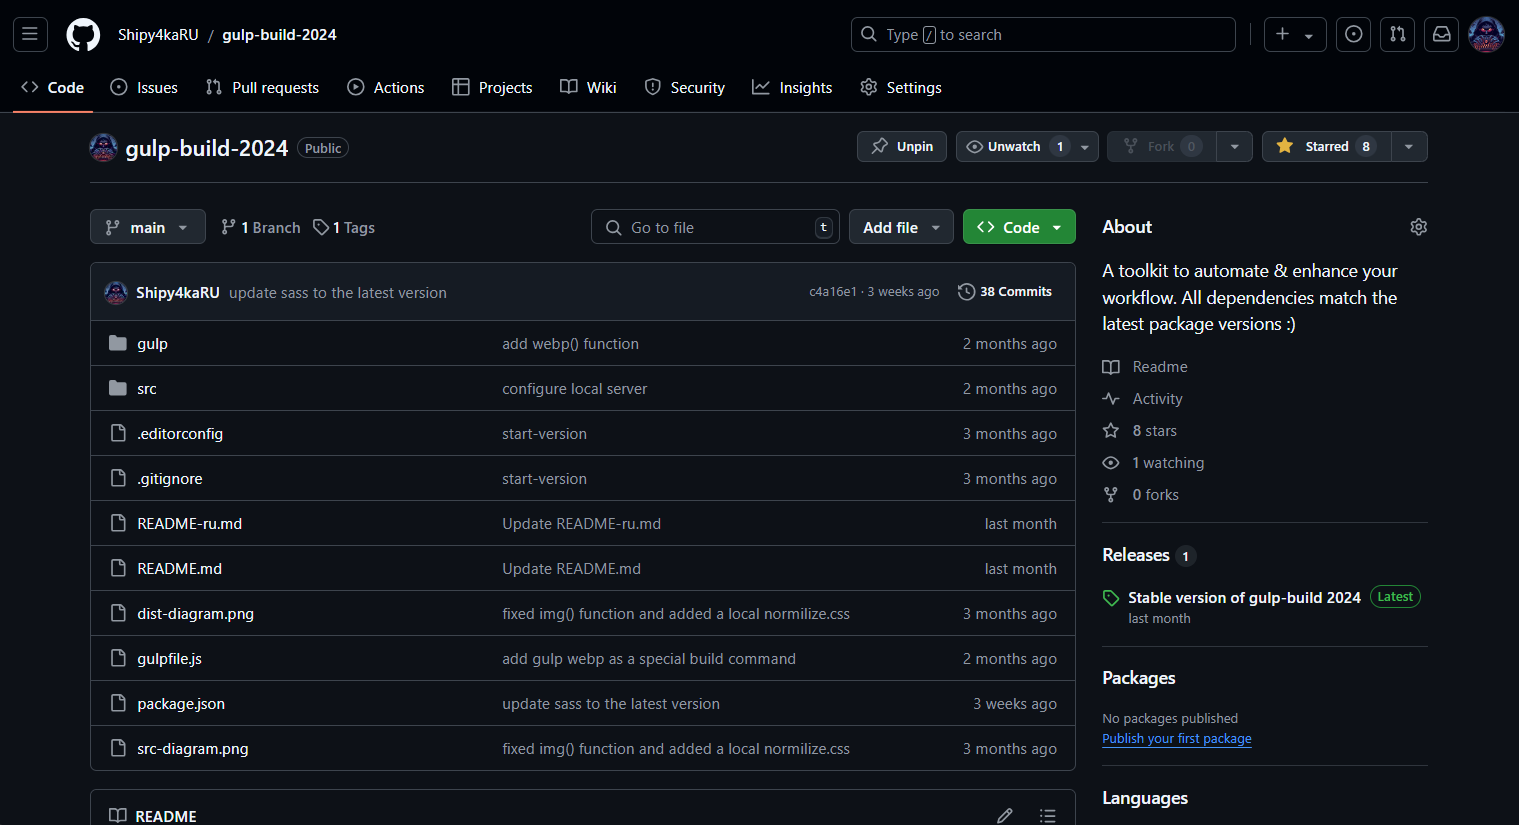 Shipy4kaRU / gulp-build-2024
Type / to search
Code Issues Pull requests Actions Projects Wiki Security Insights Settings
gulp-build-2024 Public
Unpin Unwatch 1 Fork 0 Starred 8
main 1 Branch 1 Tags Go to file t Add file Code
Shipy4kaRU update sass to the latest version c4a16e1 · 3 weeks ago 38 Commits
gulp add webp() function 2 months ago
src configure local server 2 months ago
.editorconfig start-version 3 months ago
.gitignore start-version 3 months ago
README-ru.md Update README-ru.md last month
README.md Update README.md last month
dist-diagram.png fixed img() function and added a local normilize.css 3 months ago
gulpfile.js add gulp webp as a special build command 2 months ago
package.json update sass to the latest version 3 weeks ago
src-diagram.png fixed img() function and added a local normilize.css 3 months ago
README
About
A toolkit to automate & enhance your
workflow. All dependencies match the
latest package versions :)
Readme
Activity
8 stars
1 watching
0 forks
Releases 1
Stable version of gulp-build 2024 Latest
last month
Packages
No packages published
Publish your first package
Languages